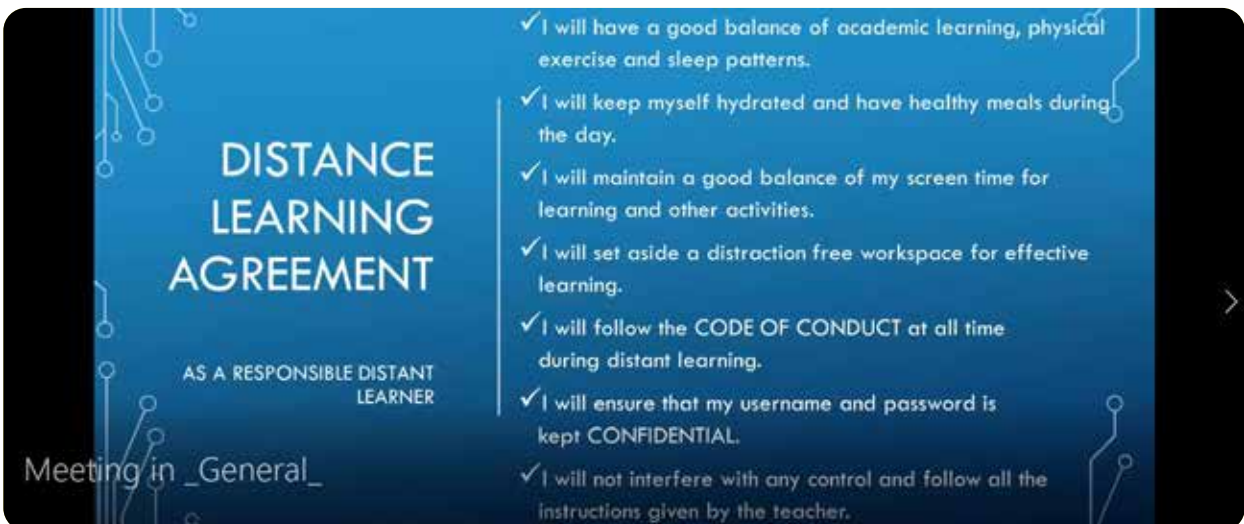 DISTANCE
LEARNING
AGREEMENT
AS A RESPONSIBLE DISTANT
LEARNER
✓I will have a good balance of academic learning, physical
exercise and sleep patterns.
✓I will keep myself hydrated and have healthy meals during
the day.
✓I will maintain a good balance of my screen time for
learning and other activities.
✓I will set aside a distraction free workspace for effective
learning.
✓I will follow the CODE OF CONDUCT at all time
during distant learning.
✓I will ensure that my username and password is
kept CONFIDENTIAL.
✓I will not interfere with any control and follow all the
instructions given by the teacher.
Meeting in _General_